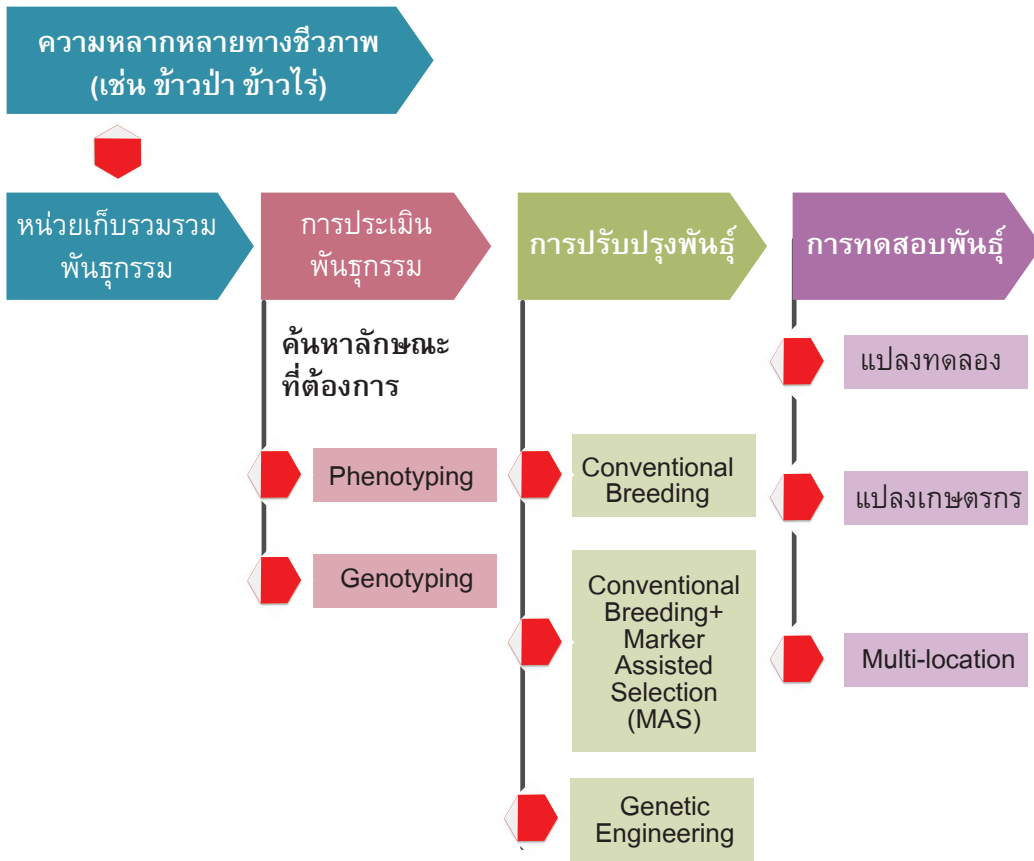 ความหลากหลายทางชีวภาพ
(เช่น ข้าวป่า ข้าวไร่)
หน่วยเก็บรวมรวม
พันธุกรรม
การประเมิน
พันธุกรรม
ค้นหาลักษณะ
ที่ต้องการ
Phenotyping
Genotyping
การปรับปรุงพันธุ์
Conventional
Breeding
Conventional
Breeding+
Marker
Assisted
Selection
(MAS)
Genetic
Engineering
การทดสอบพันธุ์
แปลงทดลอง
แปลงเกษตรกร
Multi-location